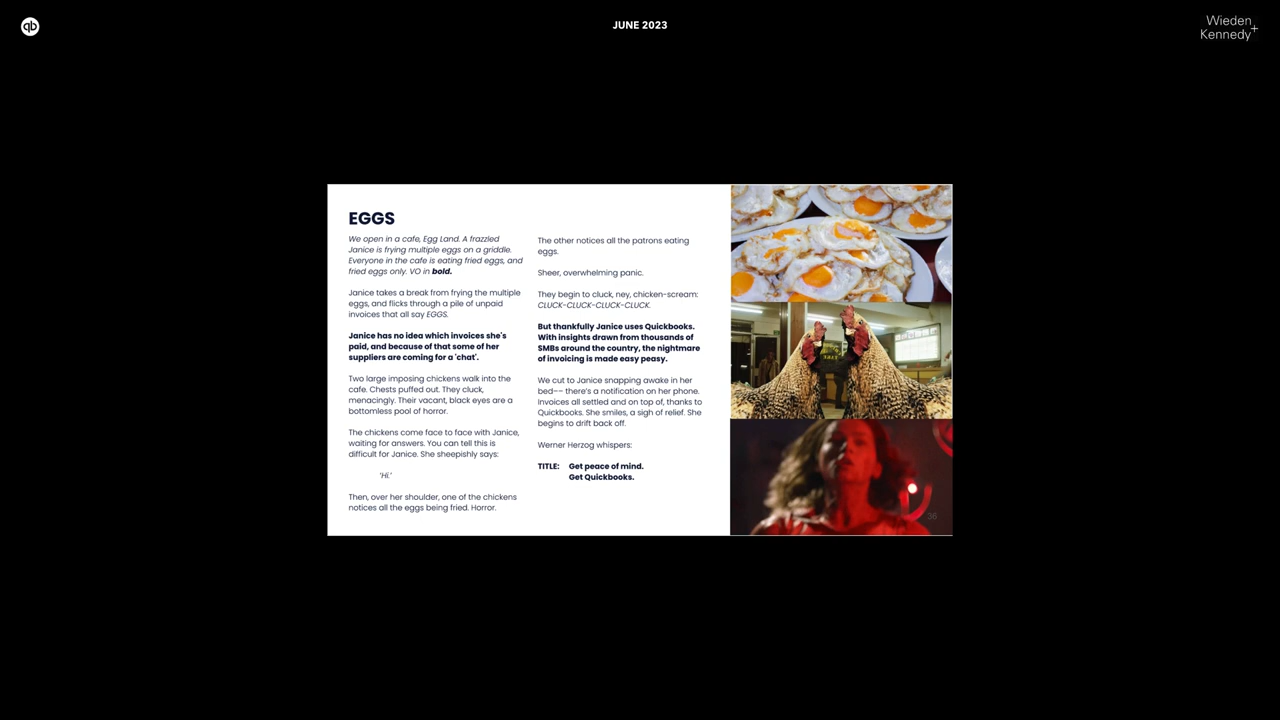 qb
JUNE 2023
Wieden
Kennedy+
EGGS
We open in a cafe, Egg Land. A frazzled
Janice is frying multiple eggs on a griddle.
Everyone in the cafe is eating fried eggs, and
fried eggs only. VO in bold.
Janice takes a break from frying the multiple
eggs, and flicks through a pile of unpaid
invoices that all say EGGS.
Janice has no idea which invoices she's
paid, and because of that some of her
suppliers are coming for a 'chat'.
Two large imposing chickens walk into the
cafe. Chests puffed out. They cluck,
menacingly. Their vacant, black eyes are a
bottomless pool of horror.
The chickens come face to face with Janice,
waiting for answers. You can tell this is
difficult for Janice. She sheepishly says:
'Hi.'
Then, over her shoulder, one of the chickens
notices all the eggs being fried. Horror.
The other notices all the patrons eating
eggs.
Sheer, overwhelming panic.
They begin to cluck, ney, chicken-scream:
CLUCK-CLUCK-CLUCK-CLUCK.
But thankfully Janice uses Quickbooks.
With insights drawn from thousands of
SMBs around the country, the nightmare
of invoicing is made easy peasy.
We cut to Janice snapping awake in her
bed–– there's a notification on her phone.
Invoices all settled and on top of, thanks to
Quickbooks. She smiles, a sigh of relief. She
begins to drift back off.
Werner Herzog whispers:
TITLE: Get peace of mind.
Get Quickbooks.
36